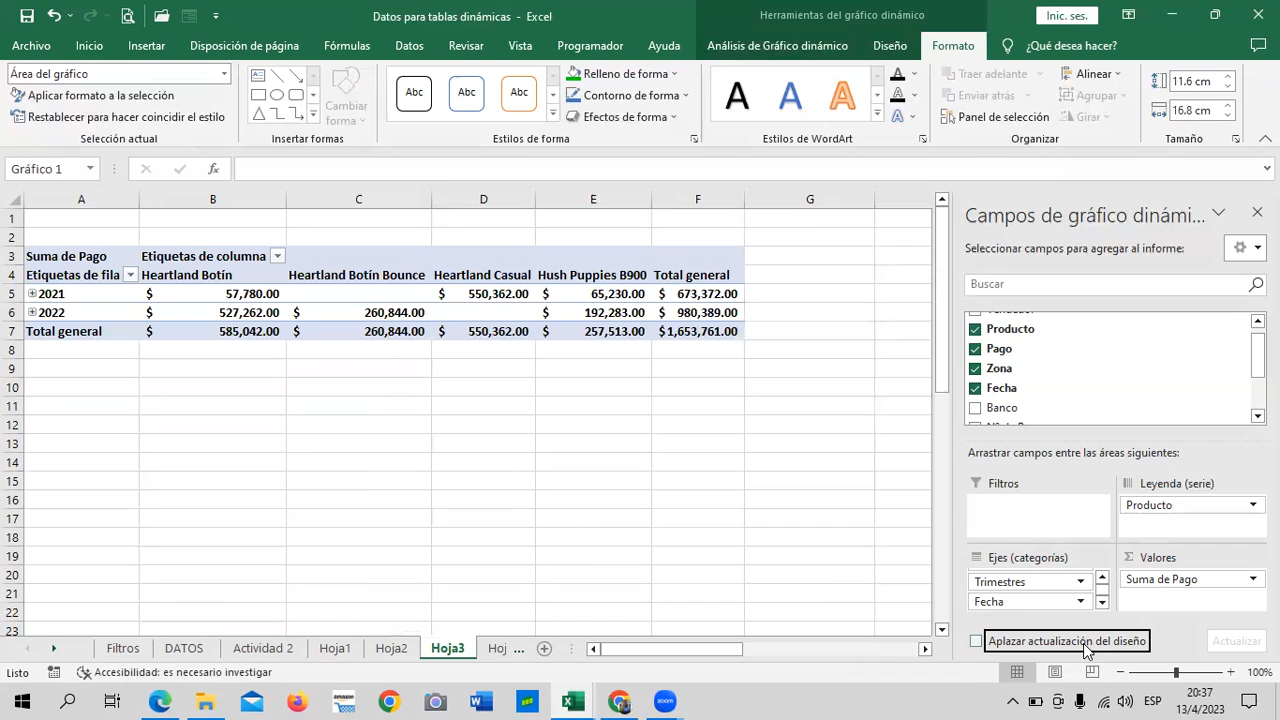 Datos para tablas dinámicas - Excel
Herramientas del gráfico dinámico
Inic. ses.
Archivo Inicio Insertar Disposición de página Fórmulas Datos Revisar Vista Programador Ayuda Análisis de Gráfico dinámico Diseño Formato ¿Qué desea hacer?
Área del gráfico
Aplicar formato a la selección
Restablecer para hacer coincidir el estilo
Selección actual
Cambiar forma
Insertar formas
Abc Abc Abc
Relleno de forma
Contorno de forma
Efectos de forma
Estilos de forma
A A A
Estilos de WordArt
Traer adelante
Enviar atrás
Panel de selección
Alinear
Agrupar
Girar
Organizar
11.6 cm
16.8 cm
Tamaño
Gráfico 1
fx
A B C D E F G
1
2
3 Suma de Pago Etiquetas de columna
4 Etiquetas de fila Heartland Botín Heartland Botín Bounce Heartland Casual Hush Puppies B900 Total general
5 2021 $ 57,780.00 $ 550,362.00 $ 65,230.00 $ 673,372.00
6 2022 $ 527,262.00 $ 260,844.00 $ 192,283.00 $ 980,389.00
7 Total general $ 585,042.00 $ 260,844.00 $ 550,362.00 $ 257,513.00 $ 1,653,761.00
8
9
10
11
12
13
14
15
16
17
18
19
20
21
22
23
Campos de gráfico dinámi...
Seleccionar campos para agregar al informe:
Buscar
Producto
Pago
Zona
Fecha
Banco
Arrastrar campos entre las áreas siguientes:
Filtros
Leyenda (serie)
Producto
Ejes (categorías)
Trimestres
Fecha
Valores
Suma de Pago
Aplazar actualización del diseño
Actualizar
Filtros DATOS Actividad 2 Hoja1 Hoja2 Hoja3 Hoj ...
Listo Accesibilidad: es necesario investigar 100%
amazon
zoom
ESP
20:37
13/4/2023